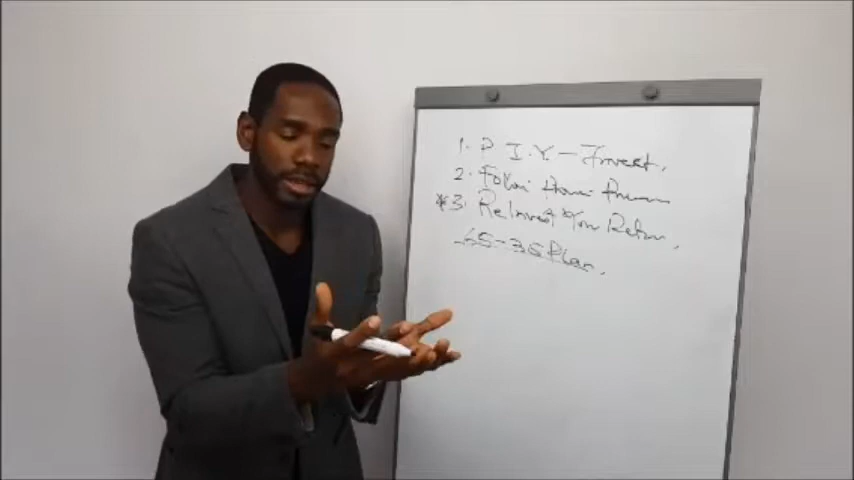 1. P I.Y - Invest.
2.
*3. ReInvest Your Return.
65-35 Plan.